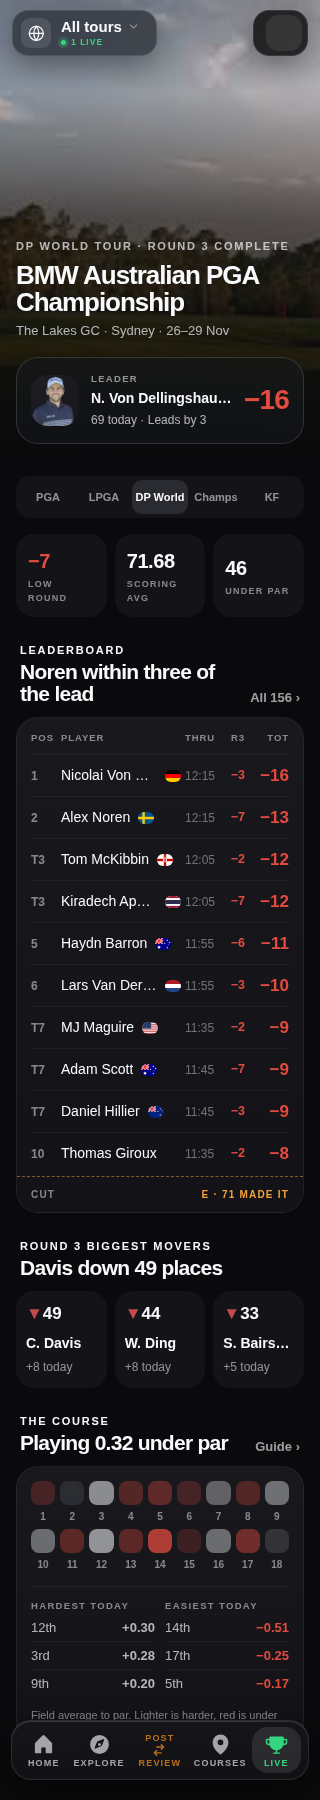 All tours
1 LIVE
DP WORLD TOUR · ROUND 3 COMPLETE
BMW Australian PGA
Championship
The Lakes GC · Sydney · 26–29 Nov
LEADER
N. Von Dellingshau…
69 today · Leads by 3
−16
PGA LPGA DP World Champs KF
−7
LOW
ROUND
71.68
SCORING
AVG
46
UNDER PAR
LEADERBOARD
Noren within three of
the lead
All 156 ›
POS PLAYER THRU R3 TOT
1 Nicolai Von … 12:15 −3 −16
2 Alex Noren 12:15 −7 −13
T3 Tom McKibbin 12:05 −2 −12
T3 Kiradech Ap… 12:05 −7 −12
5 Haydn Barron 11:55 −6 −11
6 Lars Van Der… 11:55 −3 −10
T7 MJ Maguire 11:35 −2 −9
T7 Adam Scott 11:45 −7 −9
T7 Daniel Hillier 11:45 −3 −9
10 Thomas Giroux 11:35 −2 −8
CUT E · 71 MADE IT
ROUND 3 BIGGEST MOVERS
Davis down 49 places
▼49
C. Davis
+8 today
▼44
W. Ding
+8 today
▼33
S. Bairs…
+5 today
THE COURSE
Playing 0.32 under par
Guide ›
1 2 3 4 5 6 7 8 9
10 11 12 13 14 15 16 17 18
HARDEST TODAY EASIEST TODAY
12th +0.30 14th −0.51
3rd +0.28 17th −0.25
9th +0.20 5th −0.17
Field average to par. Lighter is harder, red is under
HOME EXPLORE POST REVIEW COURSES LIVE